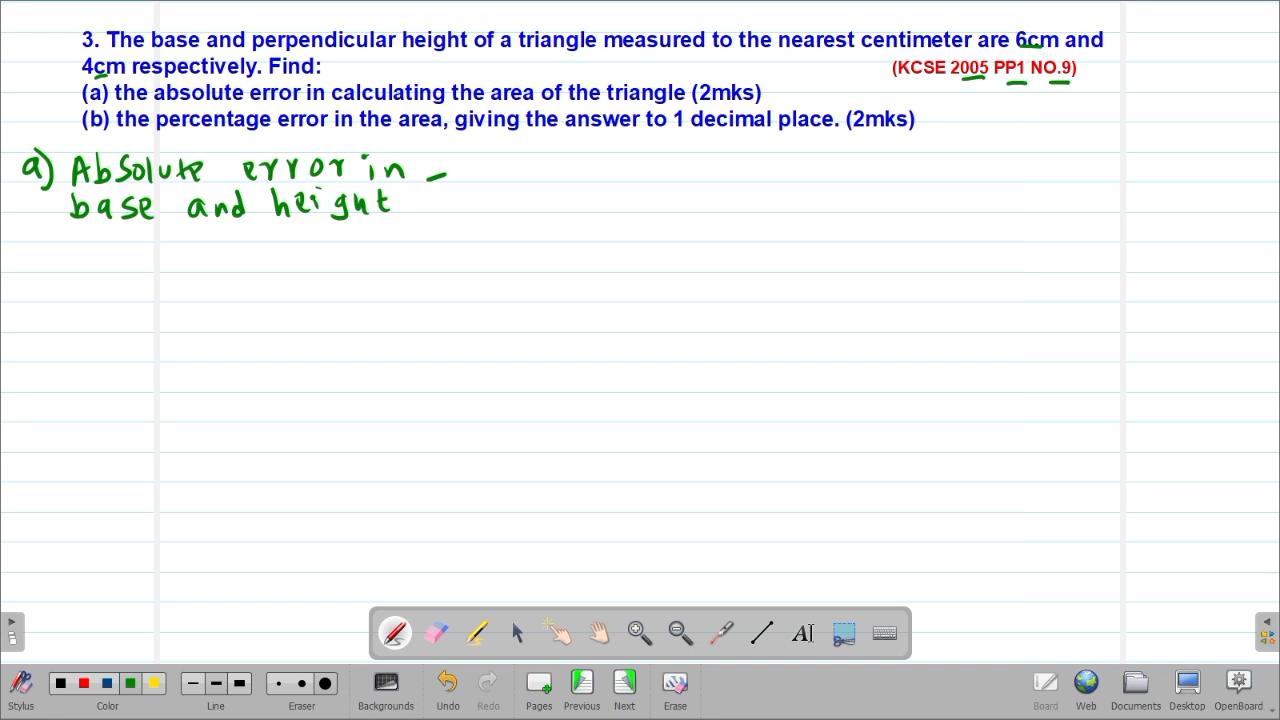 3. The base and perpendicular height of a triangle measured to the nearest centimeter are 6cm and
4cm respectively. Find:
(KCSE 2005 PP1 NO.9)
(a) the absolute error in calculating the area of the triangle (2mks)
(b) the percentage error in the area, giving the answer to 1 decimal place. (2mks)
a) Absolute error in -
base and height
Stylus Color Line Eraser Backgrounds Undo Redo Pages Previous Next Erase Board Web Documents Desktop OpenBoard